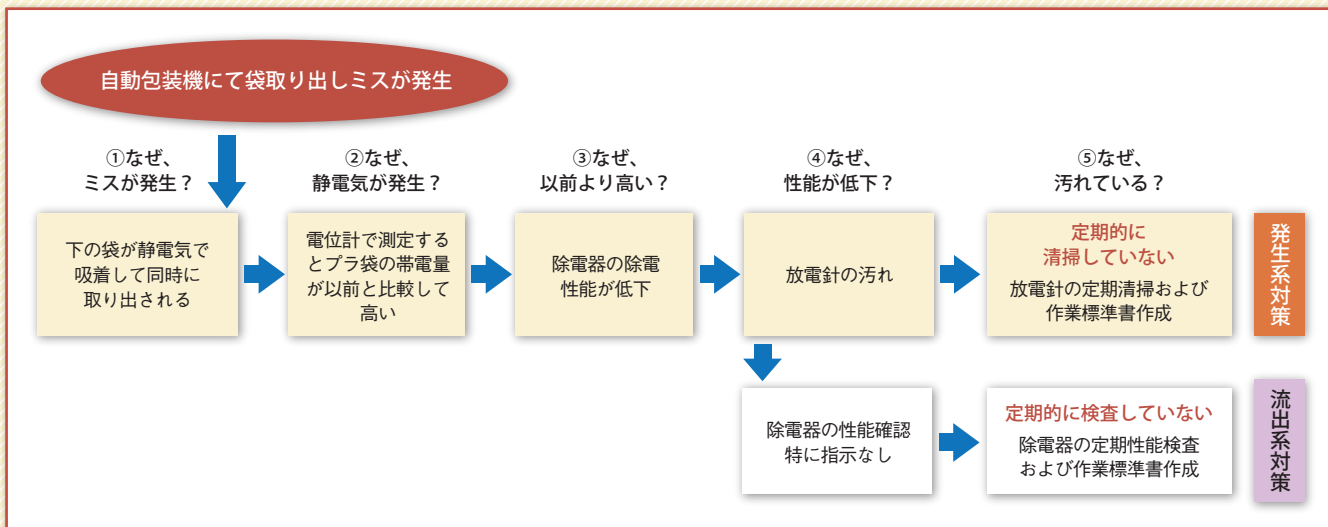 自動包装機にて袋取り出しミスが発生
①なぜ、
ミスが発生？
②なぜ、
静電気が発生？
③なぜ、
以前より高い？
④なぜ、
性能が低下？
⑤なぜ、
汚れている？
下の袋が静電気で
吸着して同時に
取り出される
電位計で測定する
とプラ袋の帯電量
が以前と比較して
高い
除電器の除電
性能が低下
放電針の汚れ
定期的に
清掃していない
放電針の定期清掃および
作業標準書作成
発生系対策
除電器の性能確認
特に指示なし
定期的に検査していない
除電器の定期性能検査
および作業標準書作成
流出系対策